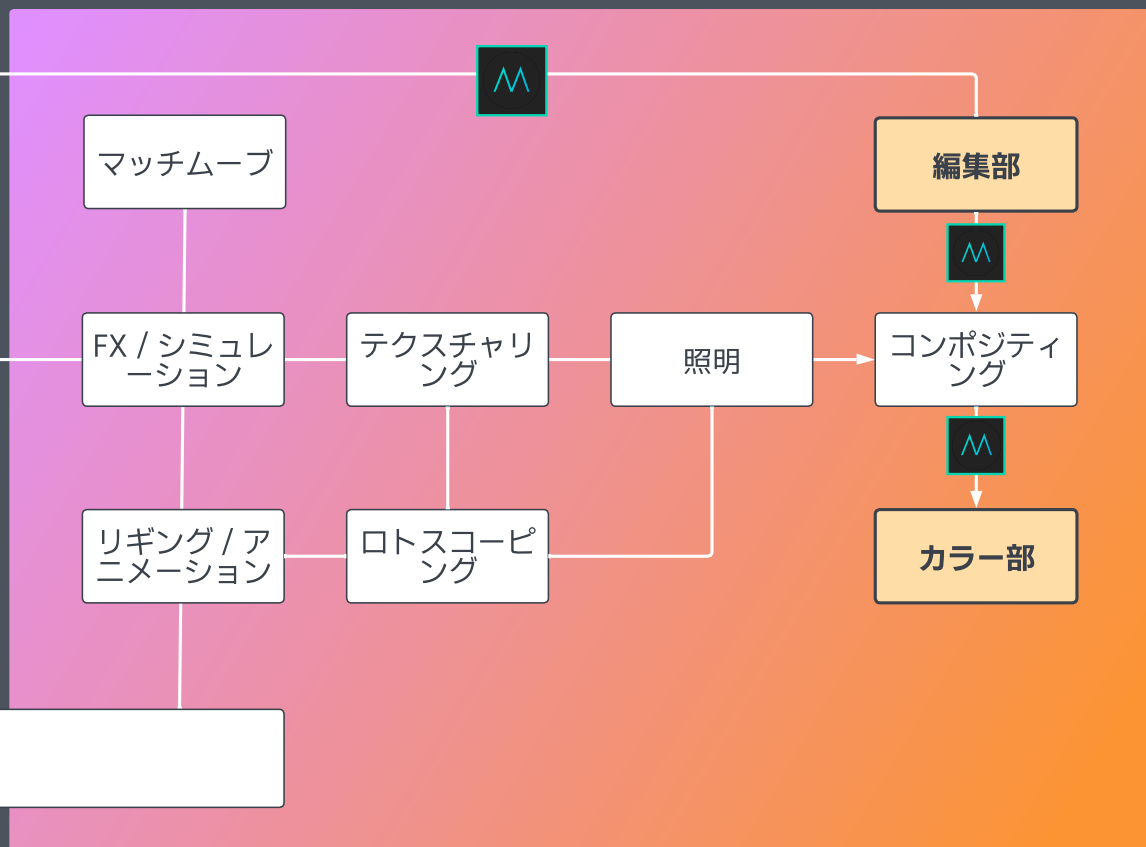 マッチムーブ
編集部
FX / シミュレ
ーション
テクスチャリ
ング
照明
コンポジティ
ング
リギング / ア
ニメーション
ロトスコーピ
ング
カラー部